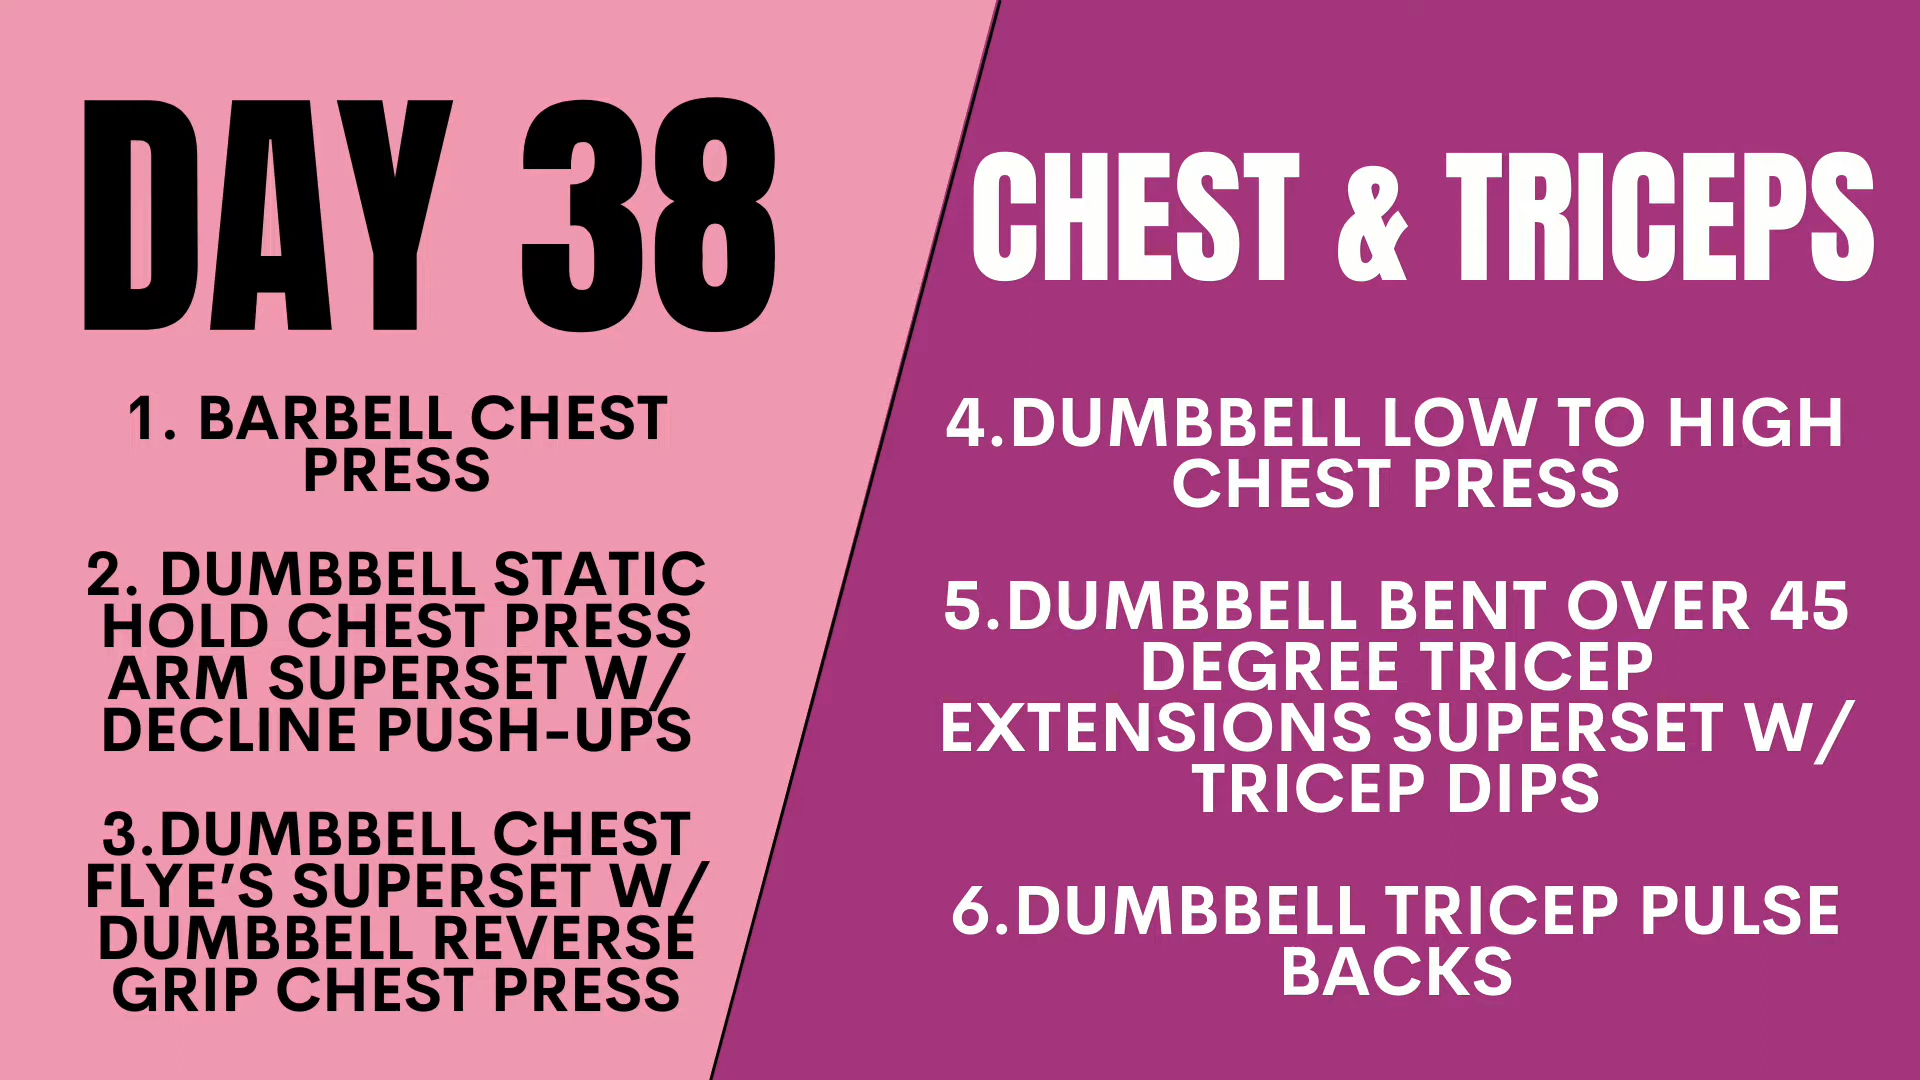 DAY 38
1. BARBELL CHEST
PRESS
2. DUMBBELL STATIC
HOLD CHEST PRESS
ARM SUPERSET W/
DECLINE PUSH-UPS
3.DUMBBELL CHEST
FLYE'S SUPERSET W/
DUMBBELL REVERSE
GRIP CHEST PRESS
CHEST & TRICEPS
4.DUMBBELL LOW TO HIGH
CHEST PRESS
5.DUMBBELL BENT OVER 45
DEGREE TRICEP
EXTENSIONS SUPERSET W/
TRICEP DIPS
6.DUMBBELL TRICEP PULSE
BACKS